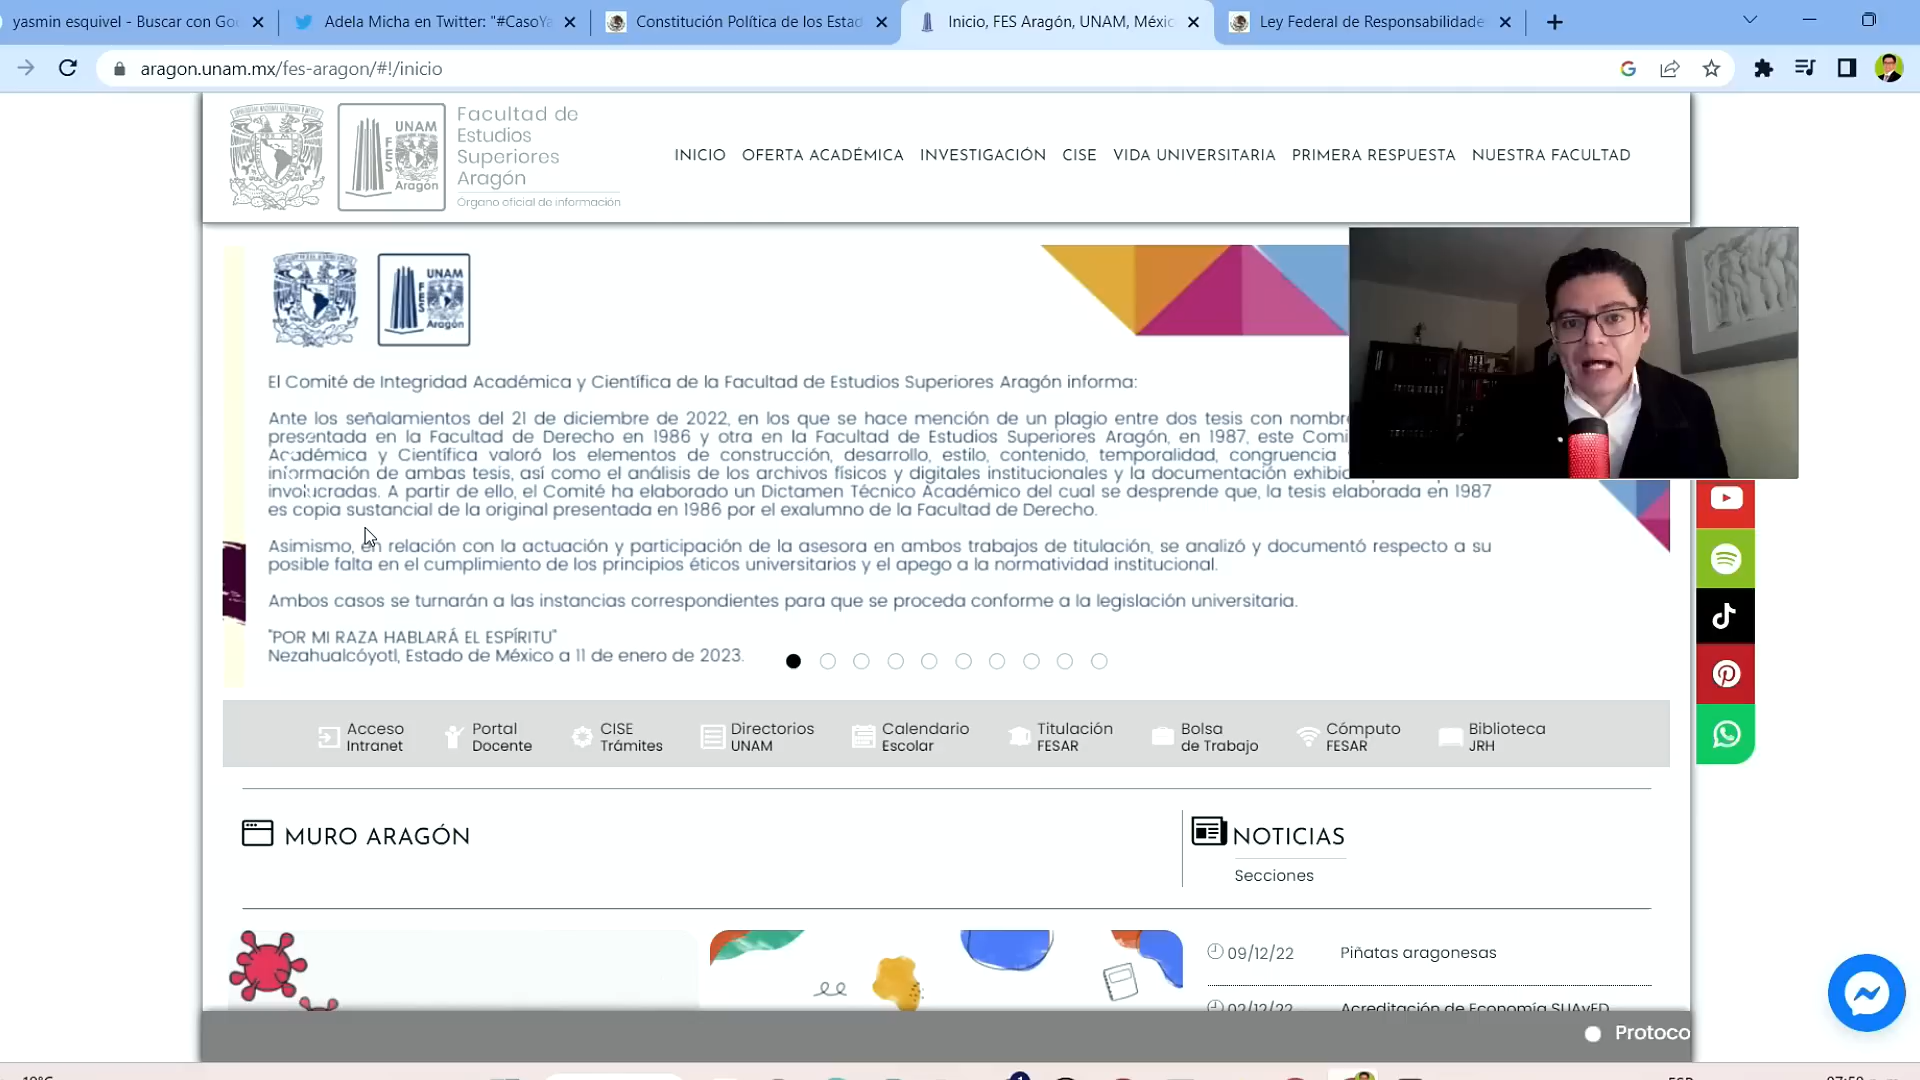 yasmin esquivel - Buscar con Go
Adela Micha en Twitter: "#CasoYa
Constitución Política de los Estad
Inicio, FES Aragón, UNAM, Méxic
Ley Federal de Responsabilidade
aragon.unam.mx/fes-aragon/#!/inicio
UNAM
FES
Aragón
Facultad de
Estudios
Superiores
Aragón
Órgano oficial de información
INICIO OFERTA ACADÉMICA INVESTIGACIÓN CISE VIDA UNIVERSITARIA PRIMERA RESPUESTA NUESTRA FACULTAD
UNAM
FES
Aragón
El Comité de Integridad Académica y Científica de la Facultad de Estudios Superiores Aragón informa:
Ante los señalamientos del 21 de diciembre de 2022, en los que se hace mención de un plagio entre dos tesis con nombre
presentada en la Facultad de Derecho en 1986 y otra en la Facultad de Estudios Superiores Aragón, en 1987, este Comi
Académica y Científica valoró los elementos de construcción, desarrollo, estilo, contenido, temporalidad, congruencia
información de ambas tesis, así como el análisis de los archivos físicos y digitales institucionales y la documentación exhibi
involucradas. A partir de ello, el Comité ha elaborado un Dictamen Técnico Académico del cual se desprende que, la tesis elaborada en 1987
es copia sustancial de la original presentada en 1986 por el exalumno de la Facultad de Derecho.
Asimismo, en relación con la actuación y participación de la asesora en ambos trabajos de titulación, se analizó y documentó respecto a su
posible falta en el cumplimiento de los principios éticos universitarios y el apego a la normatividad institucional.
Ambos casos se turnarán a las instancias correspondientes para que se proceda conforme a la legislación universitaria.
"POR MI RAZA HABLARÁ EL ESPÍRITU"
Nezahualcóyotl, Estado de México a 11 de enero de 2023.
Acceso
Intranet
Portal
Docente
CISE
Trámites
Directorios
UNAM
Calendario
Escolar
Titulación
FESAR
Bolsa
de Trabajo
Cómputo
FESAR
Biblioteca
JRH
MURO ARAGÓN
NOTICIAS
Secciones
09/12/22 Piñatas aragonesas
02/12/22 Acreditación de Economía SUAyED
Protoco